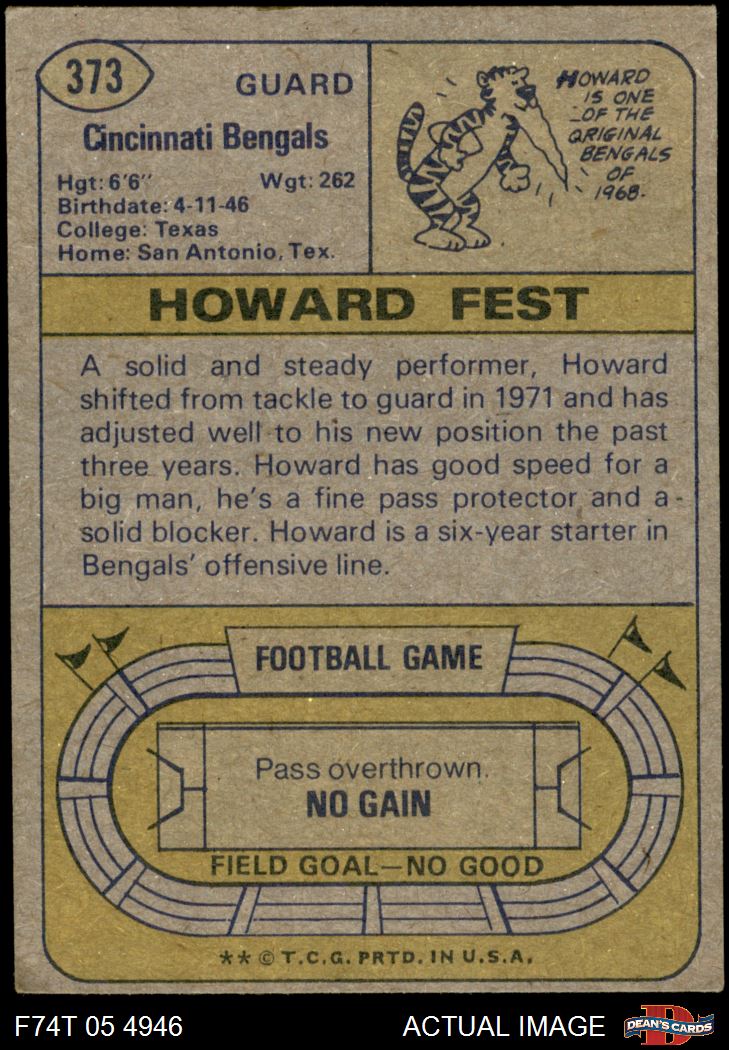 373
GUARD
Cincinnati Bengals
Hgt: 6'6" Wgt: 262
Birthdate: 4-11-46
College: Texas
Home: San Antonio, Tex.
HOWARD
IS ONE
OF THE
ORIGINAL
BENGALS
OF
1968.
HOWARD FEST
A solid and steady performer, Howard
shifted from tackle to guard in 1971 and has
adjusted well to his new position the past
three years. Howard has good speed for a
big man, he's a fine pass protector and a
solid blocker. Howard is a six-year starter in
Bengals' offensive line.
FOOTBALL GAME
Pass overthrown.
NO GAIN
FIELD GOAL—NO GOOD
** © T.C.G. PRTD. IN U.S.A.
F74T 05 4946
ACTUAL IMAGE
D
DEAN'S CARDS